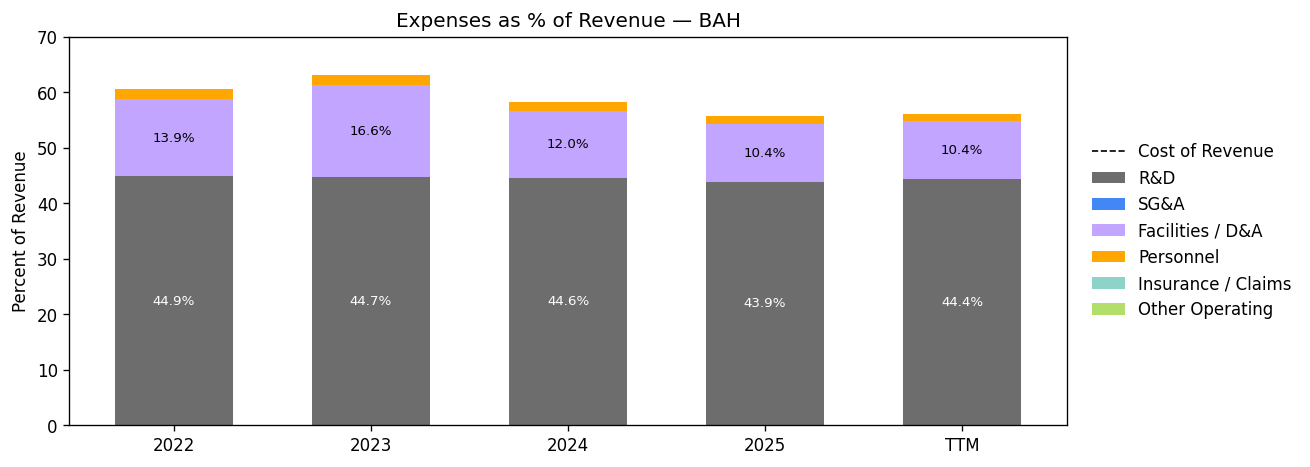 Expenses as % of Revenue — BAH
Percent of Revenue
70
60
50
40
30
20
10
0
13.9%
16.6%
12.0%
10.4%
10.4%
44.9%
44.7%
44.6%
43.9%
44.4%
2022
2023
2024
2025
TTM
Cost of Revenue
R&D
SG&A
Facilities / D&A
Personnel
Insurance / Claims
Other Operating